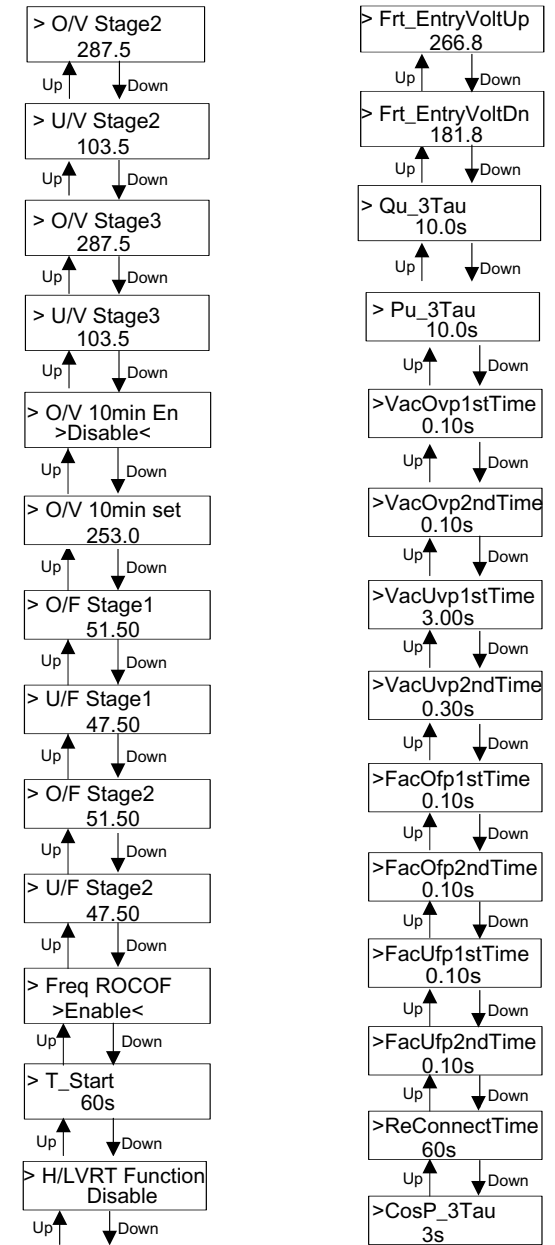 > O/V Stage2
287.5
Up Down
> U/V Stage2
103.5
Up Down
> O/V Stage3
287.5
Up Down
> U/V Stage3
103.5
Up Down
> O/V 10min En
>Disable<
Up Down
> O/V 10min set
253.0
Up Down
> O/F Stage1
51.50
Up Down
> U/F Stage1
47.50
Up Down
> O/F Stage2
51.50
Up Down
> U/F Stage2
47.50
Up Down
> Freq ROCOF
>Enable<
Up Down
> T_Start
60s
Up Down
> H/LVRT Function
Disable
Up Down
> Frt_EntryVoltUp
266.8
Up Down
> Frt_EntryVoltDn
181.8
Up Down
> Qu_3Tau
10.0s
Up Down
> Pu_3Tau
10.0s
Up Down
>VacOvp1stTime
0.10s
Up Down
>VacOvp2ndTime
0.10s
Up Down
>VacUvp1stTime
3.00s
Up Down
>VacUvp2ndTime
0.30s
Up Down
>FacOfp1stTime
0.10s
Up Down
>FacOfp2ndTime
0.10s
Up Down
>FacUfp1stTime
0.10s
Up Down
>FacUfp2ndTime
0.10s
Up Down
>ReConnectTime
60s
Up Down
>CosP_3Tau
3s